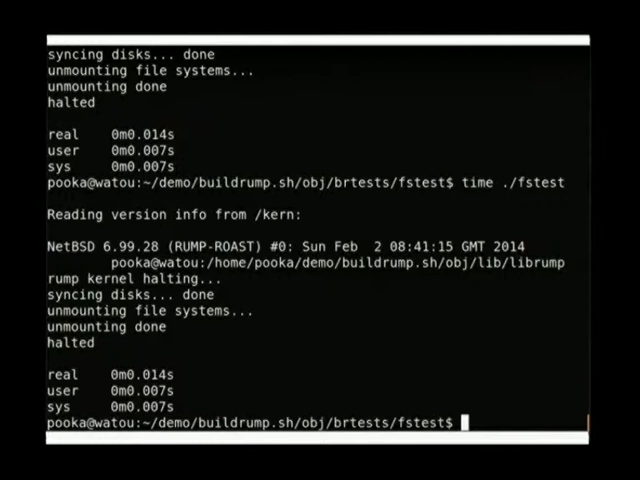 syncing disks... done
unmounting file systems...
unmounting done
halted
real 0m0.014s
user 0m0.007s
sys 0m0.007s
pooka@watou:~/demo/buildrump.sh/obj/brtests/fstest$ time ./fstest
Reading version info from /kern:
NetBSD 6.99.28 (RUMP-ROAST) #0: Sun Feb 2 08:41:15 GMT 2014
pooka@watou:/home/pooka/demo/buildrump.sh/obj/lib/librump
rump kernel halting...
syncing disks... done
unmounting file systems...
unmounting done
halted
real 0m0.014s
user 0m0.007s
sys 0m0.007s
pooka@watou:~/demo/buildrump.sh/obj/brtests/fstest$